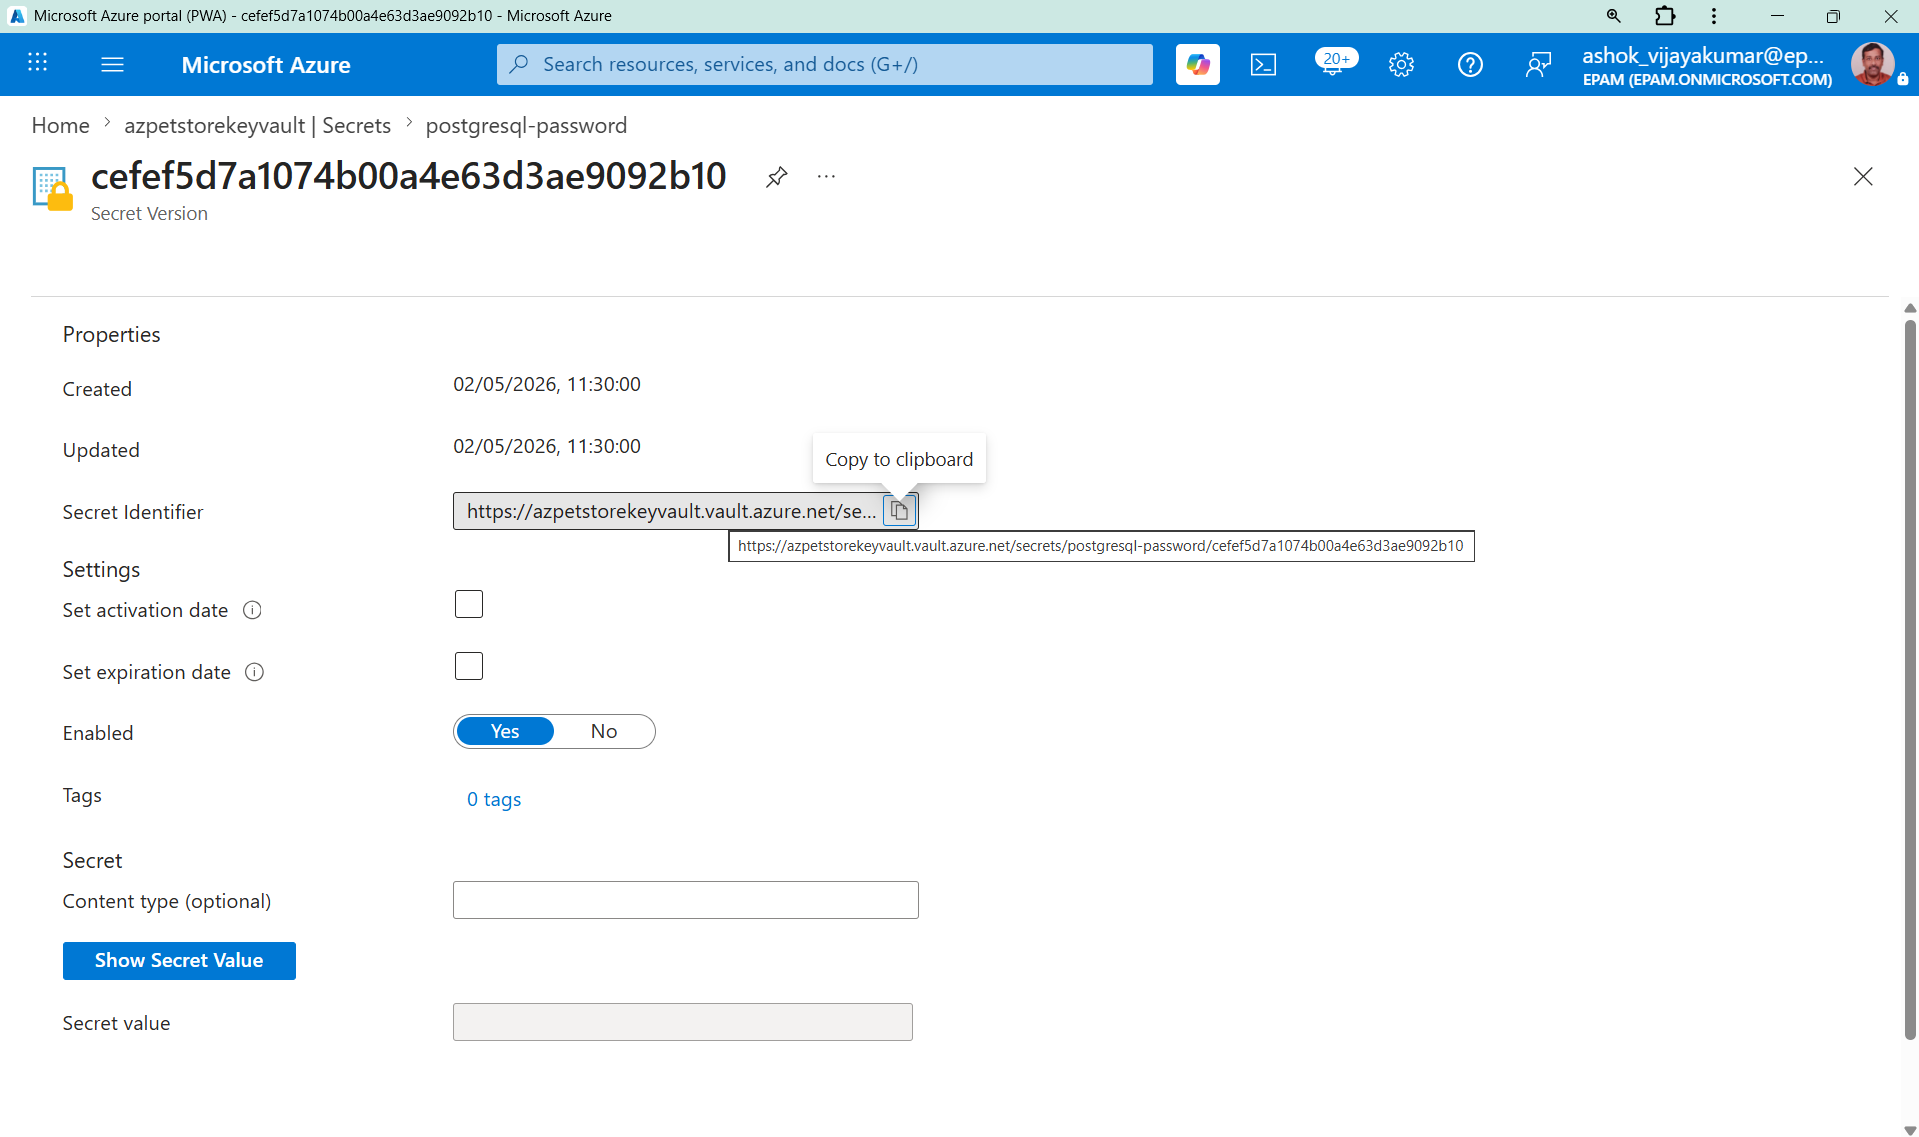 Microsoft Azure portal (PWA) - cefef5d7a1074b00a4e63d3ae9092b10 - Microsoft Azure
Microsoft Azure
Search resources, services, and docs (G+/)
20+
ashok_vijayakumar@ep...
EPAM (EPAM.ONMICROSOFT.COM)
Home > azpetstorekeyvault | Secrets > postgresql-password
cefef5d7a1074b00a4e63d3ae9092b10
Secret Version
Properties
Created 02/05/2026, 11:30:00
Updated 02/05/2026, 11:30:00
Copy to clipboard
Secret Identifier https://azpetstorekeyvault.vault.azure.net/se...
https://azpetstorekeyvault.vault.azure.net/secrets/postgresql-password/cefef5d7a1074b00a4e63d3ae9092b10
Settings
Set activation date
Set expiration date
Enabled Yes No
Tags 0 tags
Secret
Content type (optional)
Show Secret Value
Secret value